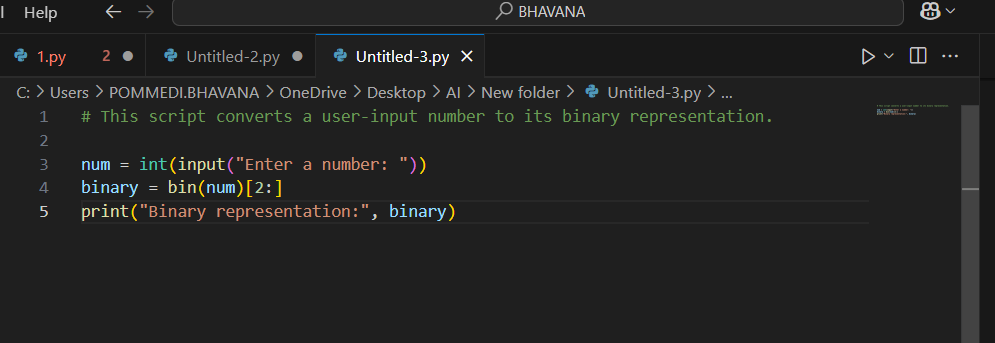 l Help BHAVANA
1.py 2 Untitled-2.py Untitled-3.py
C: > Users > POMMEDI.BHAVANA > OneDrive > Desktop > AI > New folder > Untitled-3.py > ...
1 # This script converts a user-input number to its binary representation.
2
3 num = int(input("Enter a number: "))
4 binary = bin(num)[2:]
5 print("Binary representation:", binary)